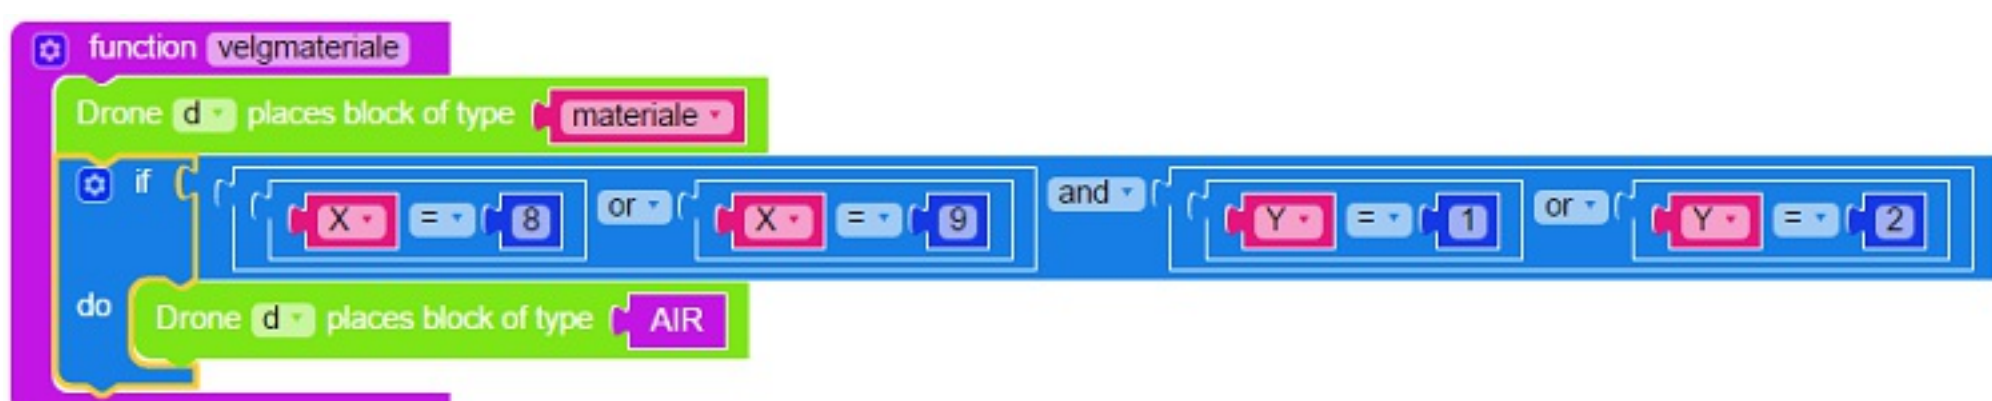 function velgmateriale
Drone d places block of type materiale
if X = 8 or X = 9 and Y = 1 or Y = 2
do Drone d places block of type AIR